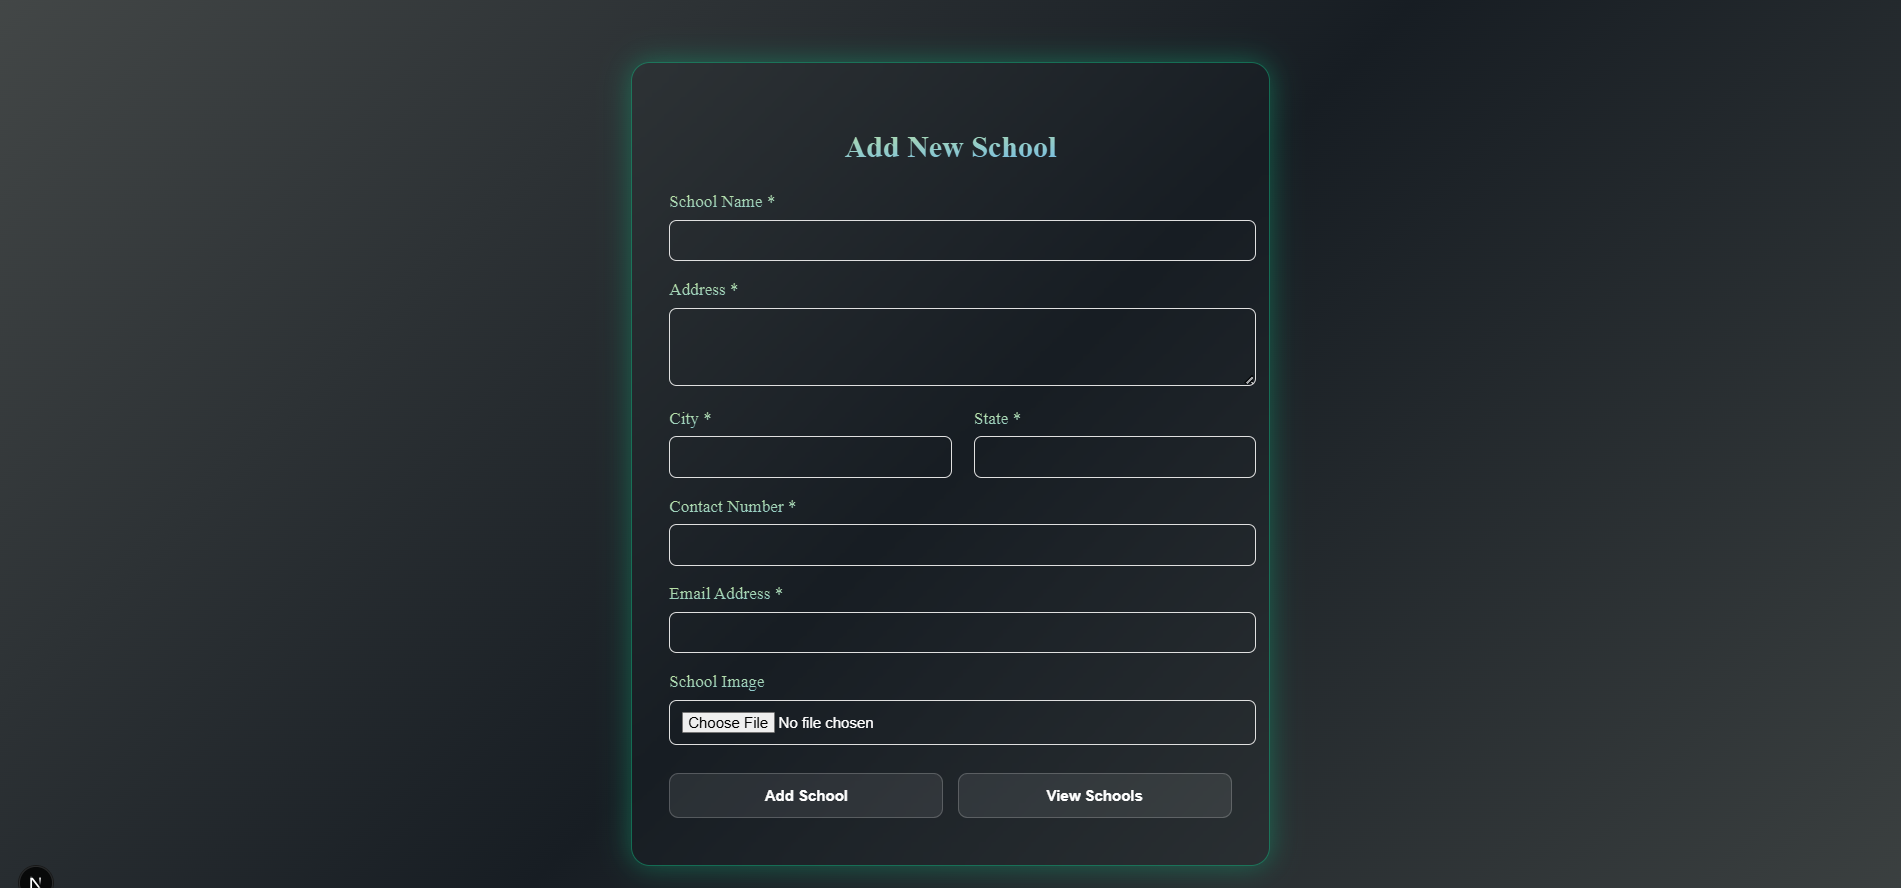 Add New School
School Name *
Address *
City *
State *
Contact Number *
Email Address *
School Image
Choose File No file chosen
Add School
View Schools
N